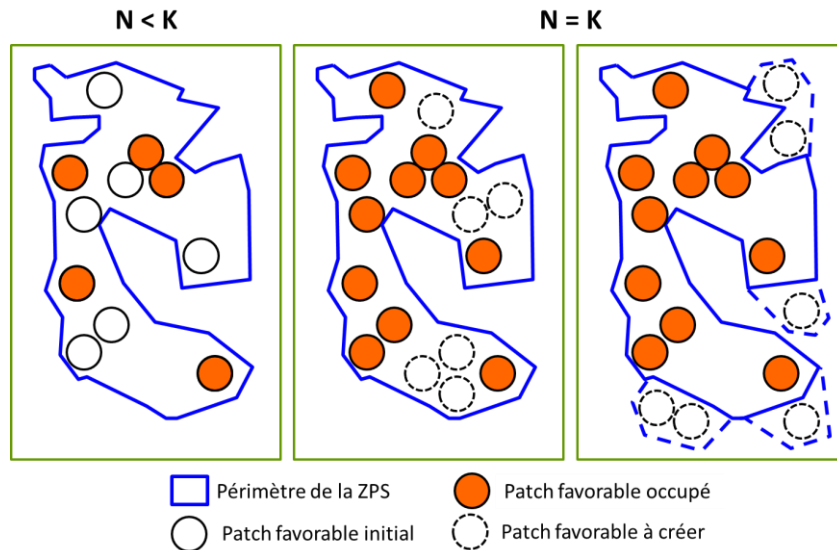 N < K
N = K
Périmètre de la ZPS
Patch favorable occupé
Patch favorable initial
Patch favorable à créer